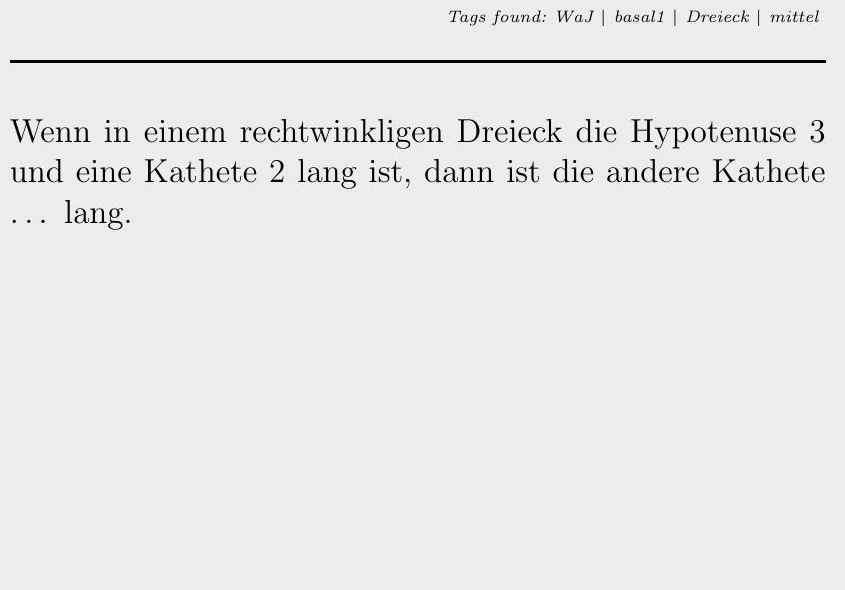 Tags found: WaJ | basal1 | Dreieck | mittel
Wenn in einem rechtwinkligen Dreieck die Hypotenuse 3
und eine Kathete 2 lang ist, dann ist die andere Kathete
... lang.